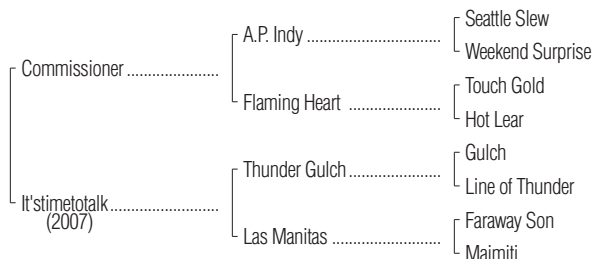 Seattle Slew
A.P. Indy
Weekend Surprise
Commissioner
Touch Gold
Flaming Heart
Hot Lear
Gulch
Thunder Gulch
Line of Thunder
It'stimetotalk
(2007)
Faraway Son
Las Manitas
Maimiti